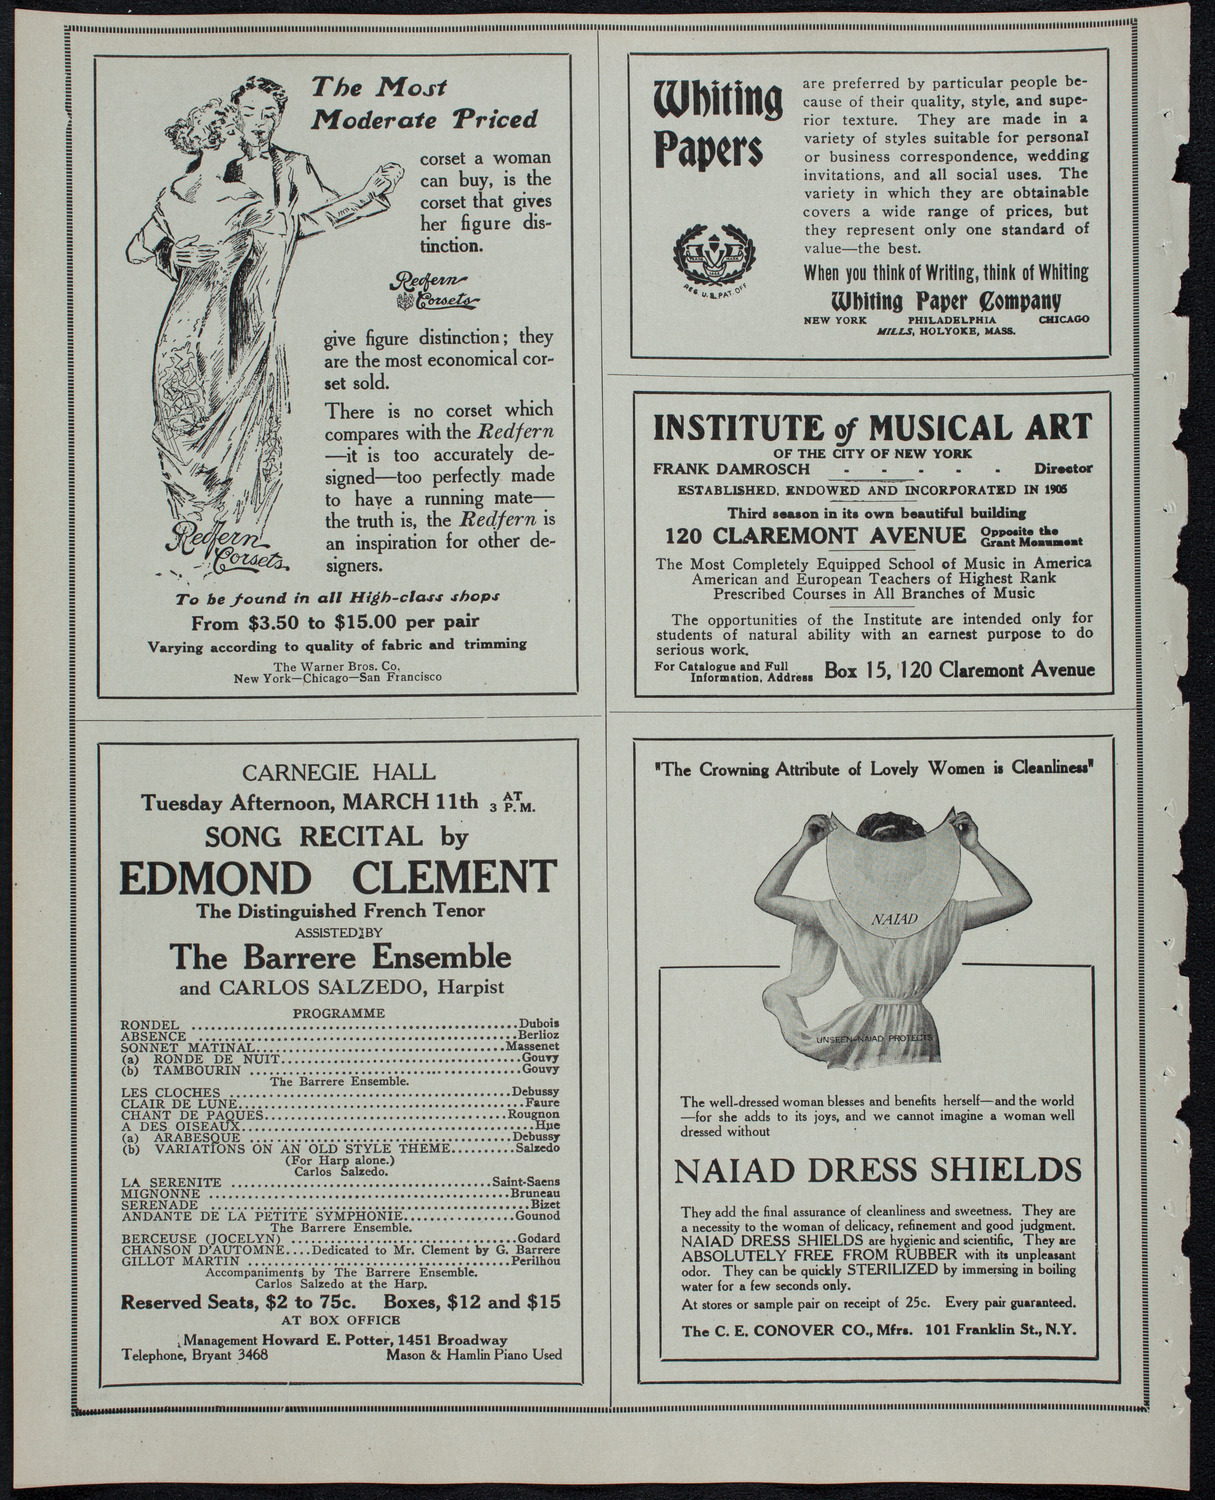 The Most
Moderate Priced
corset a woman
can buy, is the
corset that gives
her figure dis-
tinction.
Redfern
Corsets
give figure distinction; they
are the most economical cor-
set sold.
There is no corset which
compares with the Redfern
—it is too accurately de-
signed—too perfectly made
to have a running mate—
the truth is, the Redfern is
an inspiration for other de-
signers.
Redfern
Corsets
To be found in all High-class shops
From $3.50 to $15.00 per pair
Varying according to quality of fabric and trimming
The Warner Bros. Co.
New York—Chicago—San Francisco
Whiting
Papers
are preferred by particular people be-
cause of their quality, style, and supe-
rior texture. They are made in a
variety of styles suitable for personal
or business correspondence, wedding
invitations, and all social uses. The
variety in which they are obtainable
covers a wide range of prices, but
they represent only one standard of
value—the best.
REG. U.S. PAT. OFF
When you think of Writing, think of Whiting
Whiting Paper Company
NEW YORK PHILADELPHIA CHICAGO
MILLS, HOLYOKE, MASS.
INSTITUTE of MUSICAL ART
OF THE CITY OF NEW YORK
FRANK DAMROSCH - - - - - Director
ESTABLISHED, ENDOWED AND INCORPORATED IN 1905
Third season in its own beautiful building
120 CLAREMONT AVENUE Opposite the
Grant Monument
The Most Completely Equipped School of Music in America
American and European Teachers of Highest Rank
Prescribed Courses in All Branches of Music
The opportunities of the Institute are intended only for
students of natural ability with an earnest purpose to do
serious work.
For Catalogue and Full
Information, Address Box 15, 120 Claremont Avenue
CARNEGIE HALL
Tuesday Afternoon, MARCH 11th 3 AT P.M.
SONG RECITAL by
EDMOND CLEMENT
The Distinguished French Tenor
ASSISTED BY
The Barrere Ensemble
and CARLOS SALZEDO, Harpist
PROGRAMME
RONDEL ........Dubois
ABSENCE ........Berlioz
SONNET MATINAL........Massenet
(a) RONDE DE NUIT........Gouvy
(b) TAMBOURIN ........Gouvy
The Barrere Ensemble.
LES CLOCHES ........Debussy
CLAIR DE LUNE........Faure
CHANT DE PAQUES........Rougnon
A DES OISEAUX........Hue
(a) ARABESQUE ........Debussy
(b) VARIATIONS ON AN OLD STYLE THEME........Salzedo
(For Harp alone.)
Carlos Salzedo.
LA SERENITE ........Saint-Saens
MIGNONNE ........Bruneau
SERENADE ........Bizet
ANDANTE DE LA PETITE SYMPHONIE........Gounod
The Barrere Ensemble.
BERCEUSE (JOCELYN) ........Godard
CHANSON D'AUTOMNE....Dedicated to Mr. Clement by G. Barrere
GILLOT MARTIN ........Perilhou
Accompaniments by The Barrere Ensemble.
Carlos Salzedo at the Harp.
Reserved Seats, $2 to 75c. Boxes, $12 and $15
AT BOX OFFICE
Management Howard E. Potter, 1451 Broadway
Telephone, Bryant 3468 Mason & Hamlin Piano Used
"The Crowning Attribute of Lovely Women is Cleanliness"
NAIAD
UNSEEN-NAIAD PROTECTS
The well-dressed woman blesses and benefits herself—and the world
—for she adds to its joys, and we cannot imagine a woman well
dressed without
NAIAD DRESS SHIELDS
They add the final assurance of cleanliness and sweetness. They are
a necessity to the woman of delicacy, refinement and good judgment.
NAIAD DRESS SHIELDS are hygienic and scientific, They are
ABSOLUTELY FREE FROM RUBBER with its unpleasant
odor. They can be quickly STERILIZED by immersing in boiling
water for a few seconds only.
At stores or sample pair on receipt of 25c. Every pair guaranteed.
The C. E. CONOVER CO., Mfrs. 101 Franklin St., N.Y.